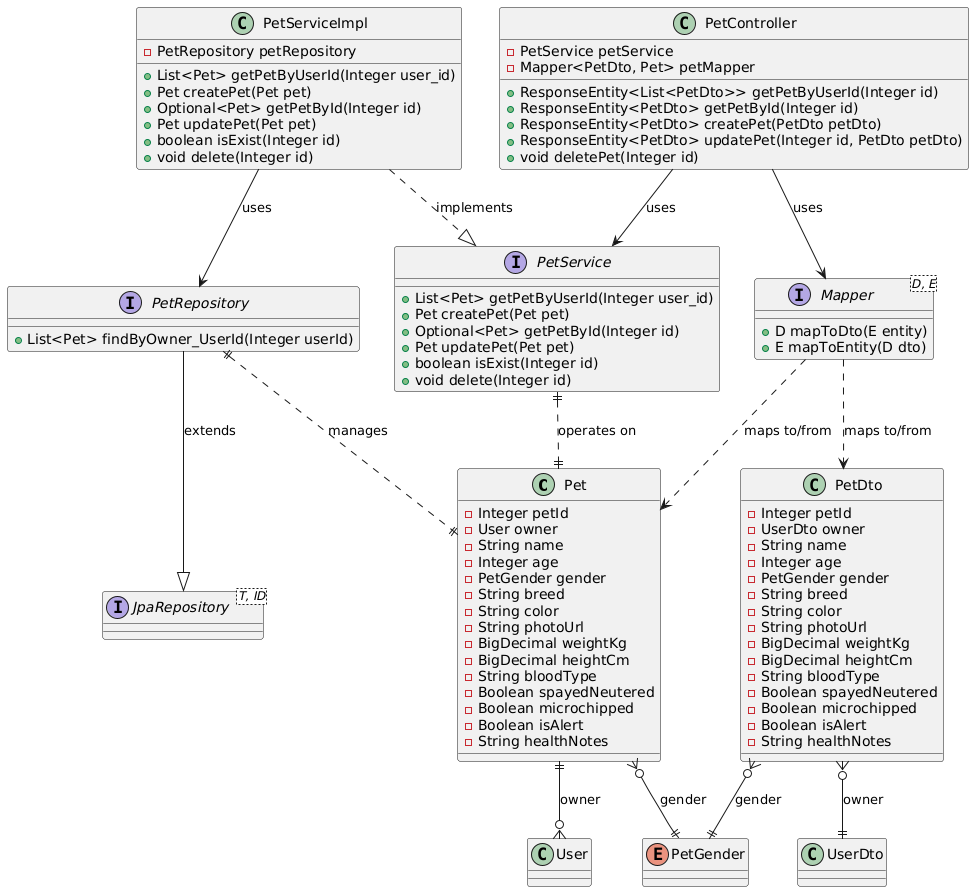 C PetServiceImpl
PetRepository petRepository
List<Pet> getPetByUserId(Integer user_id)
Pet createPet(Pet pet)
Optional<Pet> getPetById(Integer id)
Pet updatePet(Pet pet)
boolean isExist(Integer id)
void delete(Integer id)
C PetController
PetService petService
Mapper<PetDto, Pet> petMapper
ResponseEntity<List<PetDto>> getPetByUserId(Integer id)
ResponseEntity<PetDto> getPetById(Integer id)
ResponseEntity<PetDto> createPet(PetDto petDto)
ResponseEntity<PetDto> updatePet(Integer id, PetDto petDto)
void deletePet(Integer id)
uses
implements
uses
uses
I PetRepository
List<Pet> findByOwner_UserId(Integer userId)
I PetService
List<Pet> getPetByUserId(Integer user_id)
Pet createPet(Pet pet)
Optional<Pet> getPetById(Integer id)
Pet updatePet(Pet pet)
boolean isExist(Integer id)
void delete(Integer id)
I Mapper
D, E
D mapToDto(E entity)
E mapToEntity(D dto)
extends
manages
operates on
maps to/from
maps to/from
I JpaRepository
T, ID
C Pet
Integer petId
User owner
String name
Integer age
PetGender gender
String breed
String color
String photoUrl
BigDecimal weightKg
BigDecimal heightCm
String bloodType
Boolean spayedNeutered
Boolean microchipped
Boolean isAlert
String healthNotes
C PetDto
Integer petId
UserDto owner
String name
Integer age
PetGender gender
String breed
String color
String photoUrl
BigDecimal weightKg
BigDecimal heightCm
String bloodType
Boolean spayedNeutered
Boolean microchipped
Boolean isAlert
String healthNotes
owner
gender
gender
owner
C User
E PetGender
C UserDto